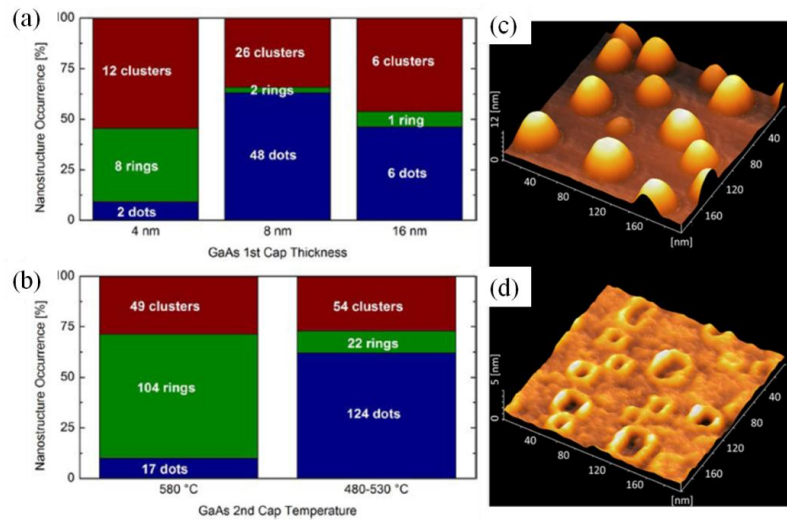 (a)
Nanostructure Occurrence [%]
100
75
50
25
0
12 clusters
8 rings
2 dots
26 clusters
2 rings
48 dots
6 clusters
1 ring
6 dots
4 nm
8 nm
16 nm
GaAs 1st Cap Thickness
(b)
Nanostructure Occurrence [%]
100
75
50
25
0
49 clusters
104 rings
17 dots
54 clusters
22 rings
124 dots
580 °C
480-530 °C
GaAs 2nd Cap Temperature
(c)
12 [nm]
0
40
80
120
160
[nm]
40
80
120
160
(d)
5 [nm]
0
40
80
120
160
[nm]
40
80
120
160